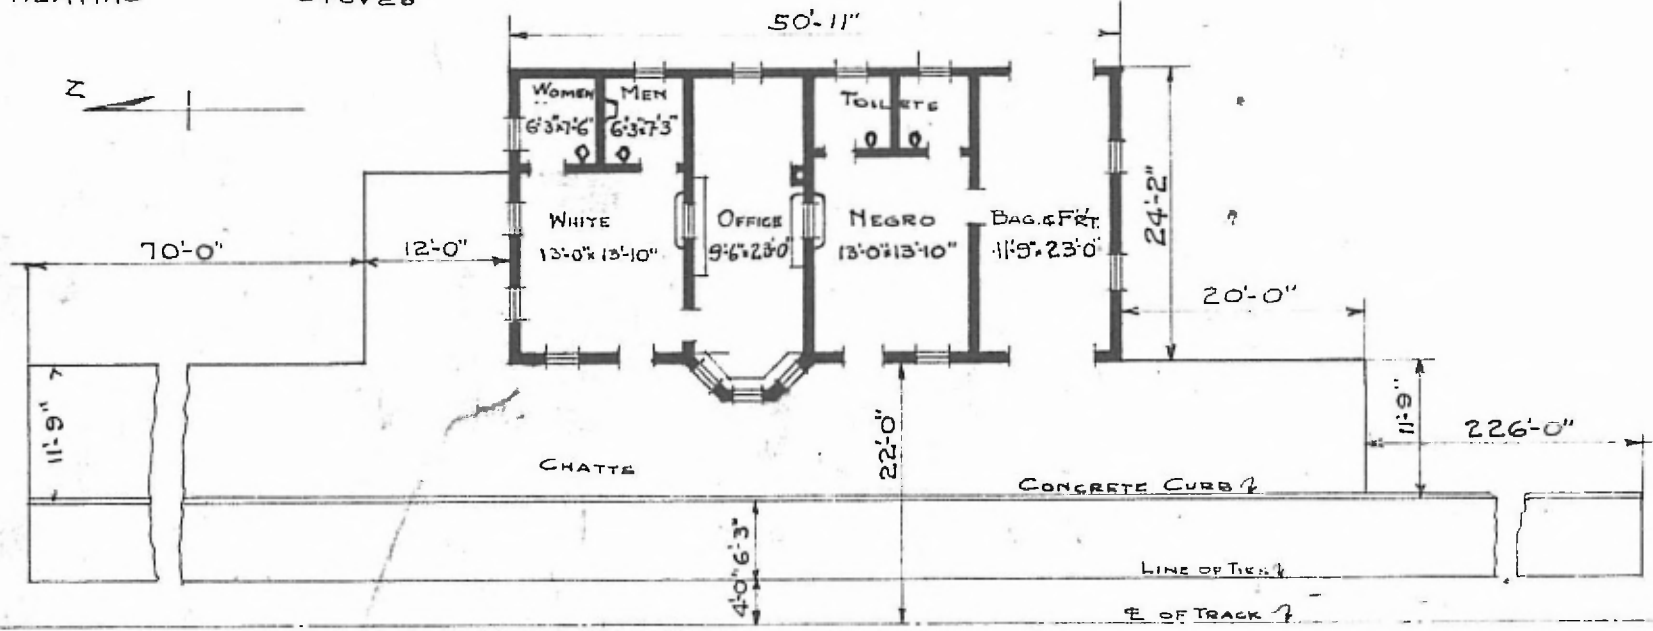 50'-11"
N
WOMEN
MEN
6'-3"x7'-6"
6'-3"x7'-3"
TOILETS
WHITE
13'-0"x13'-10"
OFFICE
9'-6"x23'-0"
NEGRO
13'-0"x13'-10"
BAG. & FRT.
11'-9"x23'-0"
24'-2"
70'-0"
12'-0"
20'-0"
11'-9"
22'-0"
11'-9"
226'-0"
CHATTS
CONCRETE CURB
6'-3"
LINE OF TIES
4'-0"
℄ OF TRACK